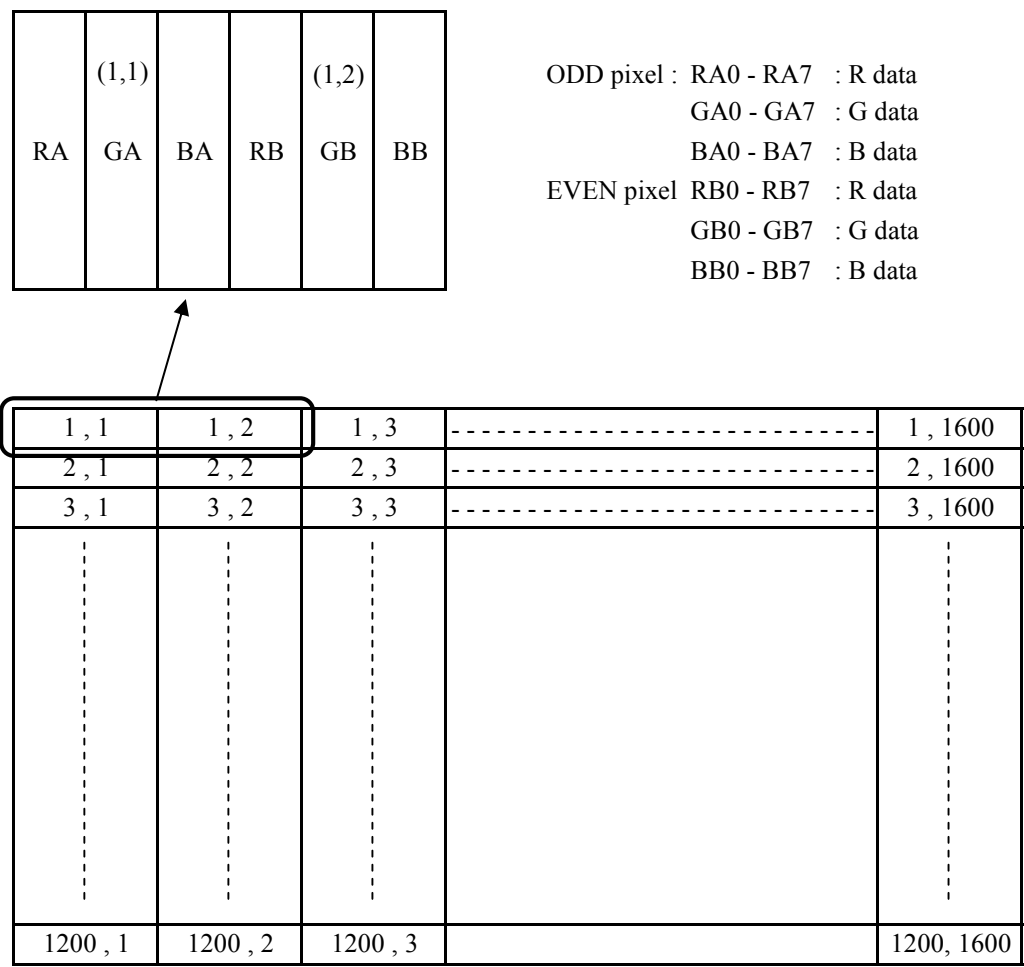 (1,1) (1,2)
RA GA BA RB GB BB
ODD pixel : RA0 - RA7 : R data
GA0 - GA7 : G data
BA0 - BA7 : B data
EVEN pixel RB0 - RB7 : R data
GB0 - GB7 : G data
BB0 - BB7 : B data
1 , 1 1 , 2 1 , 3 1 , 1600
2 , 1 2 , 2 2 , 3 2 , 1600
3 , 1 3 , 2 3 , 3 3 , 1600
1200 , 1 1200 , 2 1200 , 3 1200, 1600